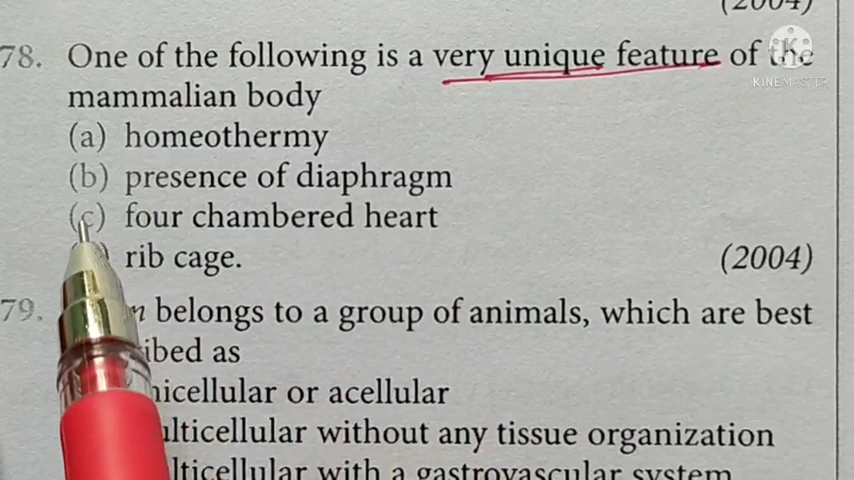 (2004)
78. One of the following is a very unique feature of the
mammalian body
(a) homeothermy
(b) presence of diaphragm
(c) four chambered heart
rib cage. (2004)
79. belongs to a group of animals, which are best
ibed as
nicellular or acellular
ulticellular without any tissue organization
ulticellular with a gastrovascular system
KINEMASTER